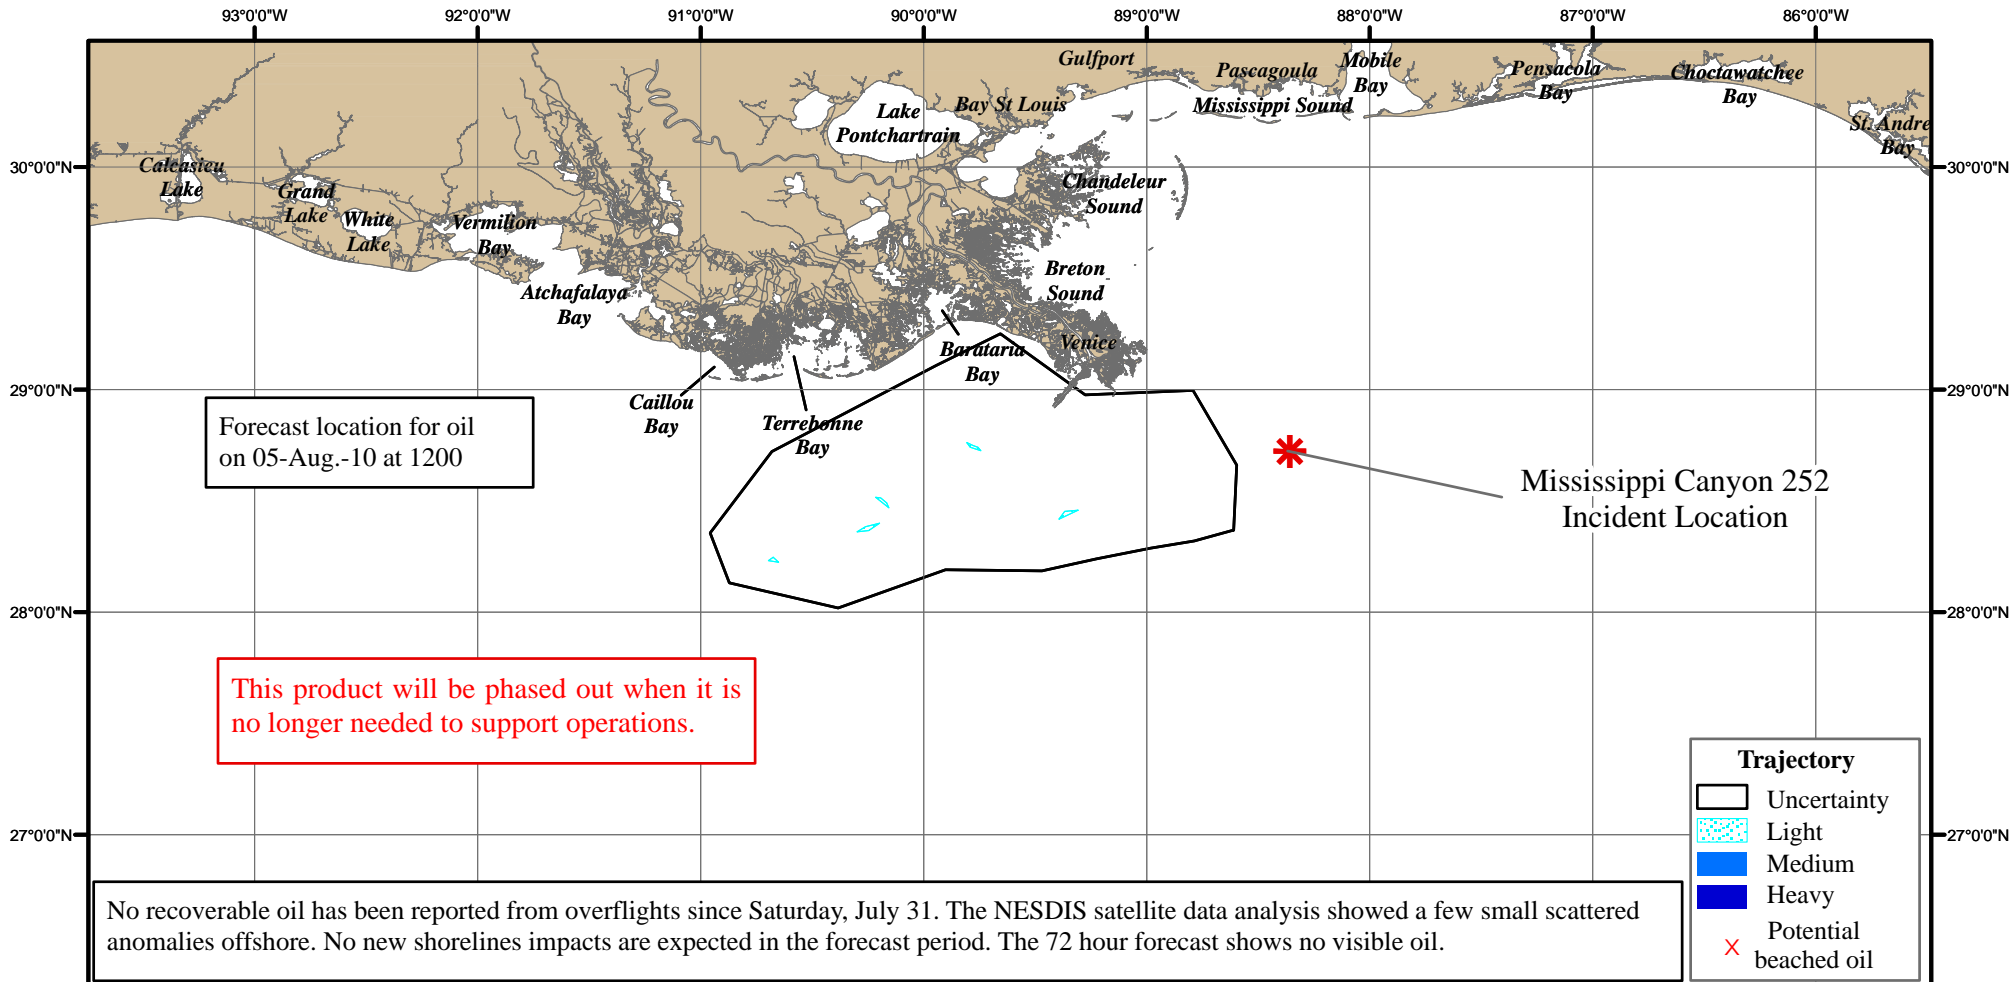 93°0'0"W 92°0'0"W 91°0'0"W 90°0'0"W 89°0'0"W 88°0'0"W 87°0'0"W 86°0'0"W
Gulfport
Pascagoula
Mobile
Bay
Pensacola
Bay
Choctawatchee
Bay
St. Andre
Bay
Lake
Pontchartrain
Bay St Louis
Mississippi Sound
30°0'0"N
30°0'0"N
Calcasieu
Lake
Grand
Lake
White
Lake
Vermilion
Bay
Chandeleur
Sound
Atchafalaya
Bay
Breton
Sound
Venice
Barataria
Bay
29°0'0"N
29°0'0"N
Caillou
Bay
Terrebonne
Bay
Forecast location for oil
on 05-Aug.-10 at 1200
Mississippi Canyon 252
Incident Location
28°0'0"N
28°0'0"N
This product will be phased out when it is
no longer needed to support operations.
27°0'0"N
27°0'0"N
Trajectory
Uncertainty
Light
Medium
Heavy
Potential
beached oil
No recoverable oil has been reported from overflights since Saturday, July 31. The NESDIS satellite data analysis showed a few small scattered
anomalies offshore. No new shorelines impacts are expected in the forecast period. The 72 hour forecast shows no visible oil.